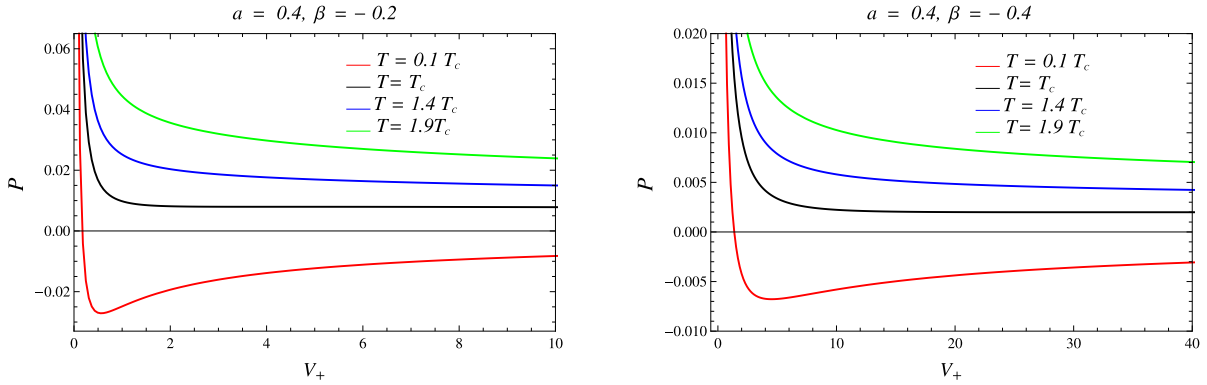 a = 0.4, β = − 0.2
P
0.06
0.04
0.02
0.00
−0.02
T = 0.1 T_c
T = T_c
T = 1.4 T_c
T = 1.9T_c
0 2 4 6 8 10
V_+
a = 0.4, β = − 0.4
P
0.020
0.015
0.010
0.005
0.000
−0.005
−0.010
T = 0.1 T_c
T = T_c
T = 1.4 T_c
T = 1.9 T_c
0 10 20 30 40
V_+